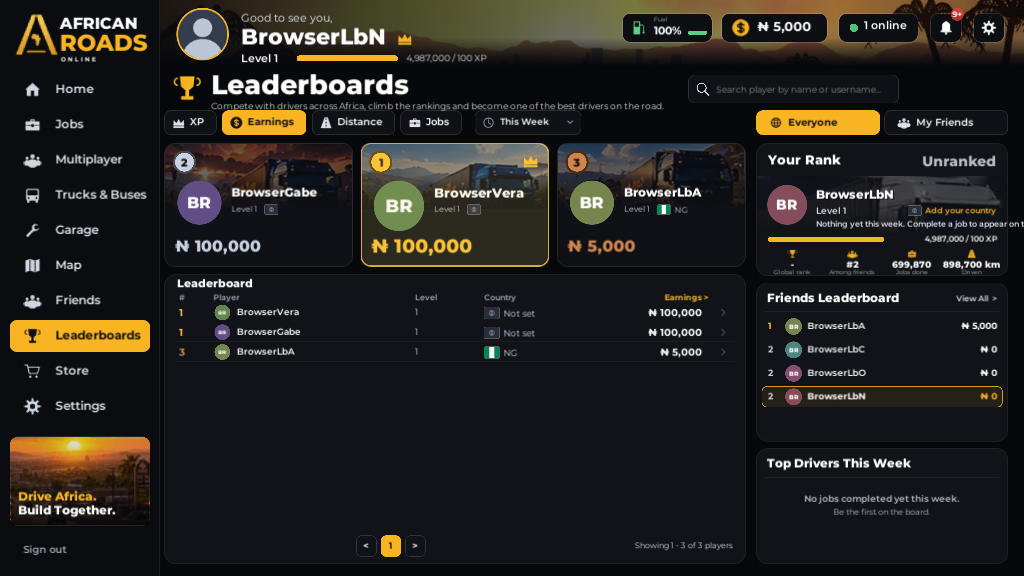 AFRICAN
ROADS
ONLINE
Home
Jobs
Multiplayer
Trucks & Buses
Garage
Map
Friends
Leaderboards
Store
Settings
Drive Africa.
Build Together.
Sign out
Good to see you,
BrowserLbN
Level 1
4,987,000 / 100 XP
Fuel
100%
₦ 5,000
1 online
9+
Leaderboards
Compete with drivers across Africa, climb the rankings and become one of the best drivers on the road.
Search player by name or username...
XP
Earnings
Distance
Jobs
This Week
Everyone
My Friends
2
BR
BrowserGabe
Level 1
₦ 100,000
1
BR
BrowserVera
Level 1
₦ 100,000
3
BR
BrowserLbA
Level 1 NG
₦ 5,000
Leaderboard
# Player Level Country Earnings >
1 BR BrowserVera 1 Not set ₦ 100,000 >
1 BR BrowserGabe 1 Not set ₦ 100,000 >
3 BR BrowserLbA 1 NG ₦ 5,000 >
< 1 >
Showing 1 - 3 of 3 players
Your Rank Unranked
BR
BrowserLbN
Level 1 Add your country
Nothing yet this week. Complete a job to appear on t
4,987,000 / 100 XP
- #2 699,870 898,700 km
Global rank Among friends Jobs done Driven
Friends Leaderboard View All >
1 BR BrowserLbA ₦ 5,000
2 BR BrowserLbC ₦ 0
2 BR BrowserLbO ₦ 0
2 BR BrowserLbN ₦ 0
Top Drivers This Week
No jobs completed yet this week.
Be the first on the board.